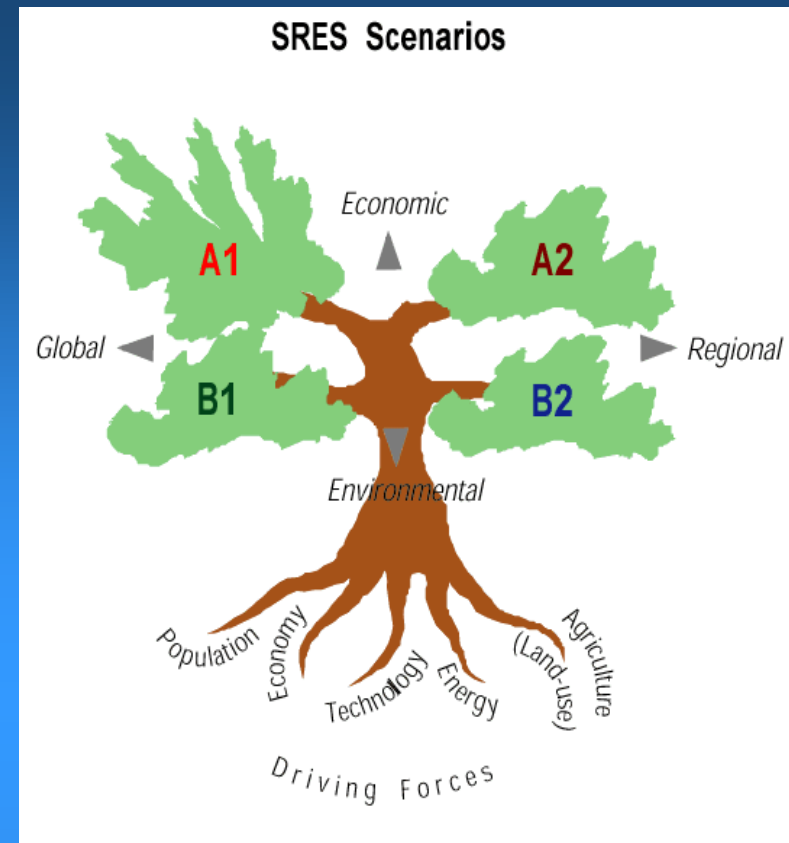 SRES Scenarios
Economic
A1
A2
Global
Regional
B1
B2
Environmental
Population
Economy
Technology
Energy
Agriculture
(Land-use)
Driving Forces